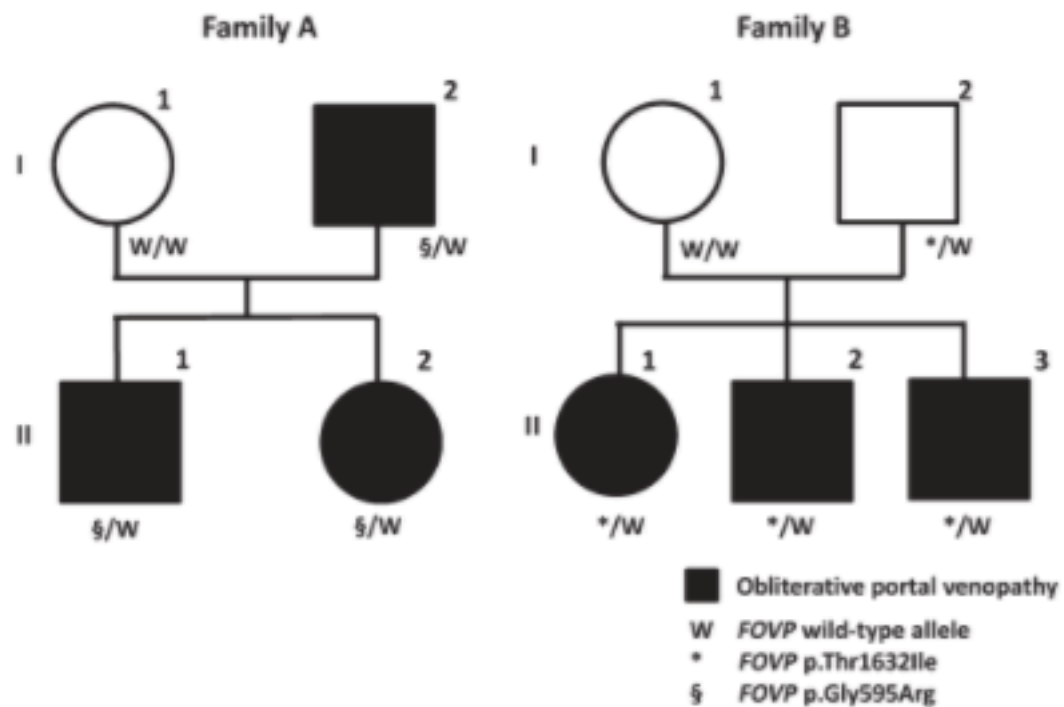 Family A
Family B
1
2
1
2
I
I
W/W
§/W
W/W
*/W
1
2
1
2
3
II
II
§/W
§/W
*/W
*/W
*/W
Obliterative portal venopathy
W FOVP wild-type allele
* FOVP p.Thr1632Ile
§ FOVP p.Gly595Arg